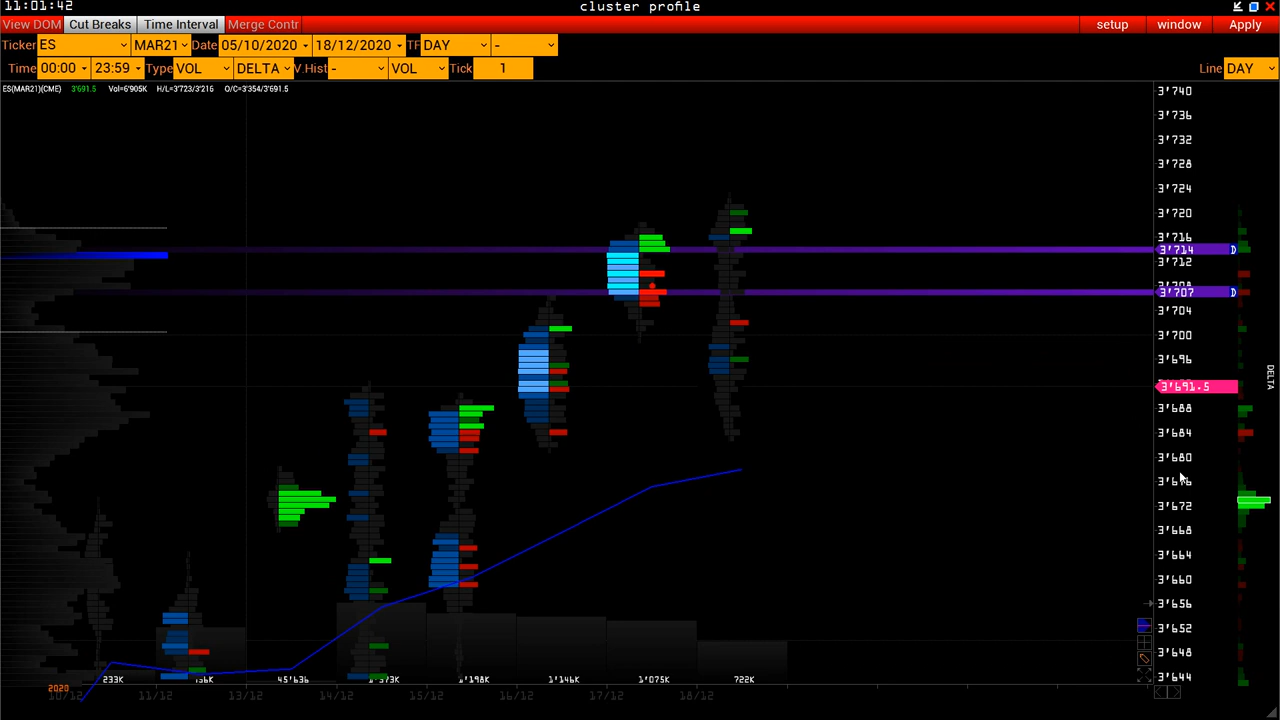 11:01:42 cluster profile
View DOM Cut Breaks Time Interval Merge Contr setup window Apply
Ticker ES MAR21 Date 05/10/2020 18/12/2020 TF DAY -
Time 00:00 23:59 Type VOL DELTA V.Hist - VOL Tick 1 Line DAY
ES(MAR21)(CME) 3'691.5 Vol=6'905K H/L=3'723/3'216 O/C=3'354/3'691.5
3'740
3'736
3'732
3'728
3'724
3'720
3'716
3'714 D
3'712
3'707 D
3'704
3'700
3'696
3'691.5
DELTA
3'688
3'684
3'680
3'676
3'672
3'668
3'664
3'660
3'656
3'652
3'648
3'644
233K 45'636 1'198K 1'146K 1'075K 722K
2020
10/12 11/12 13/12 14/12 15/12 16/12 17/12 18/12